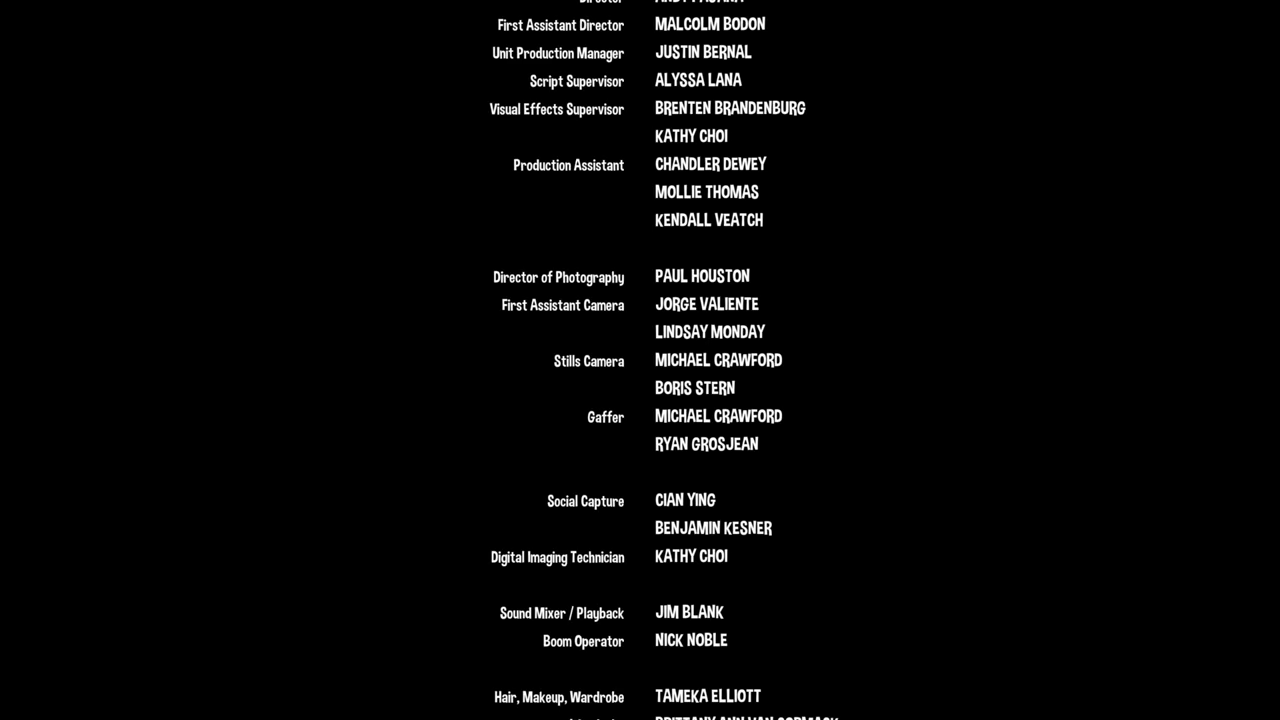 First Assistant Director MALCOLM BODON
Unit Production Manager JUSTIN BERNAL
Script Supervisor ALYSSA LANA
Visual Effects Supervisor BRENTEN BRANDENBURG
KATHY CHOI
Production Assistant CHANDLER DEWEY
MOLLIE THOMAS
KENDALL VEATCH
Director of Photography PAUL HOUSTON
First Assistant Camera JORGE VALIENTE
LINDSAY MONDAY
Stills Camera MICHAEL CRAWFORD
BORIS STERN
Gaffer MICHAEL CRAWFORD
RYAN GROSJEAN
Social Capture CIAN YING
BENJAMIN KESNER
Digital Imaging Technician KATHY CHOI
Sound Mixer / Playback JIM BLANK
Boom Operator NICK NOBLE
Hair, Makeup, Wardrobe TAMEKA ELLIOTT